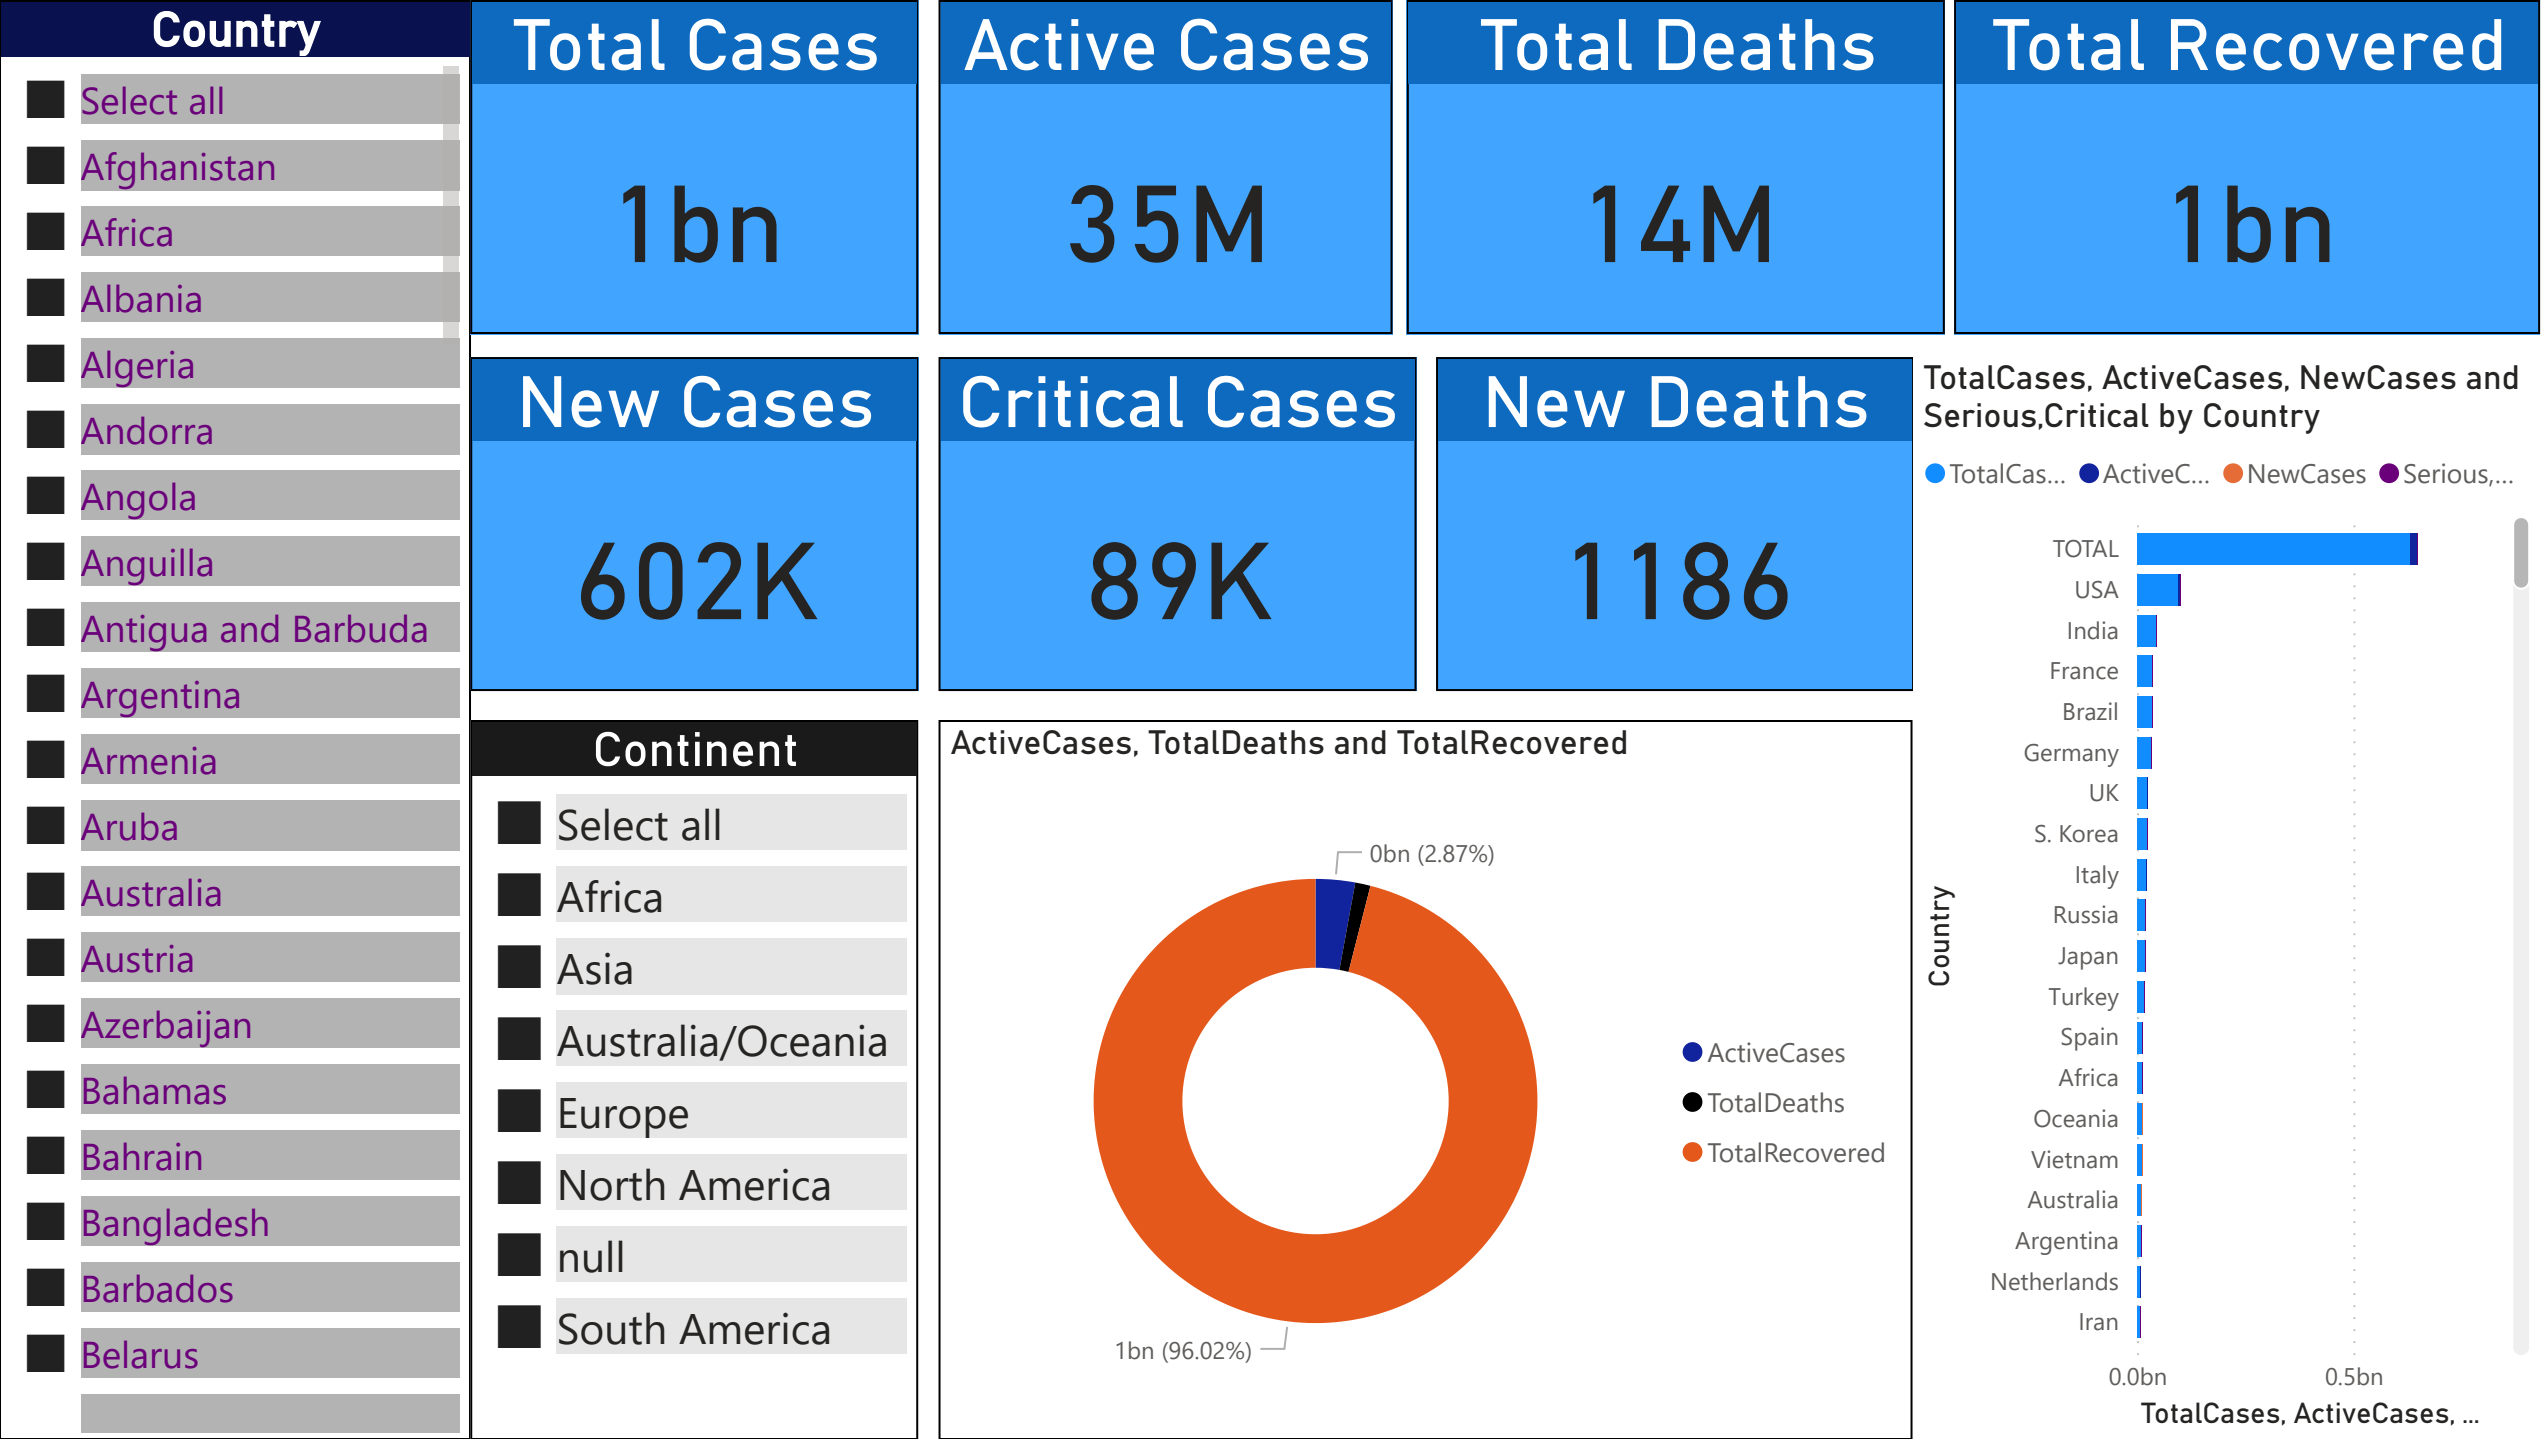 Country
Select all
Afghanistan
Africa
Albania
Algeria
Andorra
Angola
Anguilla
Antigua and Barbuda
Argentina
Armenia
Aruba
Australia
Austria
Azerbaijan
Bahamas
Bahrain
Bangladesh
Barbados
Belarus
Total Cases
1bn
Active Cases
35M
Total Deaths
14M
Total Recovered
1bn
New Cases
602K
Critical Cases
89K
New Deaths
1186
Continent
Select all
Africa
Asia
Australia/Oceania
Europe
North America
null
South America
ActiveCases, TotalDeaths and TotalRecovered
0bn (2.87%)
1bn (96.02%)
ActiveCases
TotalDeaths
TotalRecovered
TotalCases, ActiveCases, NewCases and
Serious,Critical by Country
TotalCas... ActiveC... NewCases Serious,...
Country
TOTAL
USA
India
France
Brazil
Germany
UK
S. Korea
Italy
Russia
Japan
Turkey
Spain
Africa
Oceania
Vietnam
Australia
Argentina
Netherlands
Iran
0.0bn 0.5bn
TotalCases, ActiveCases, ...